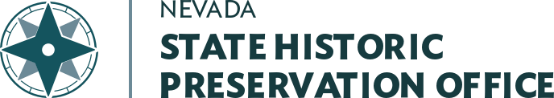 NEVADA
STATE HISTORIC
PRESERVATION OFFICE